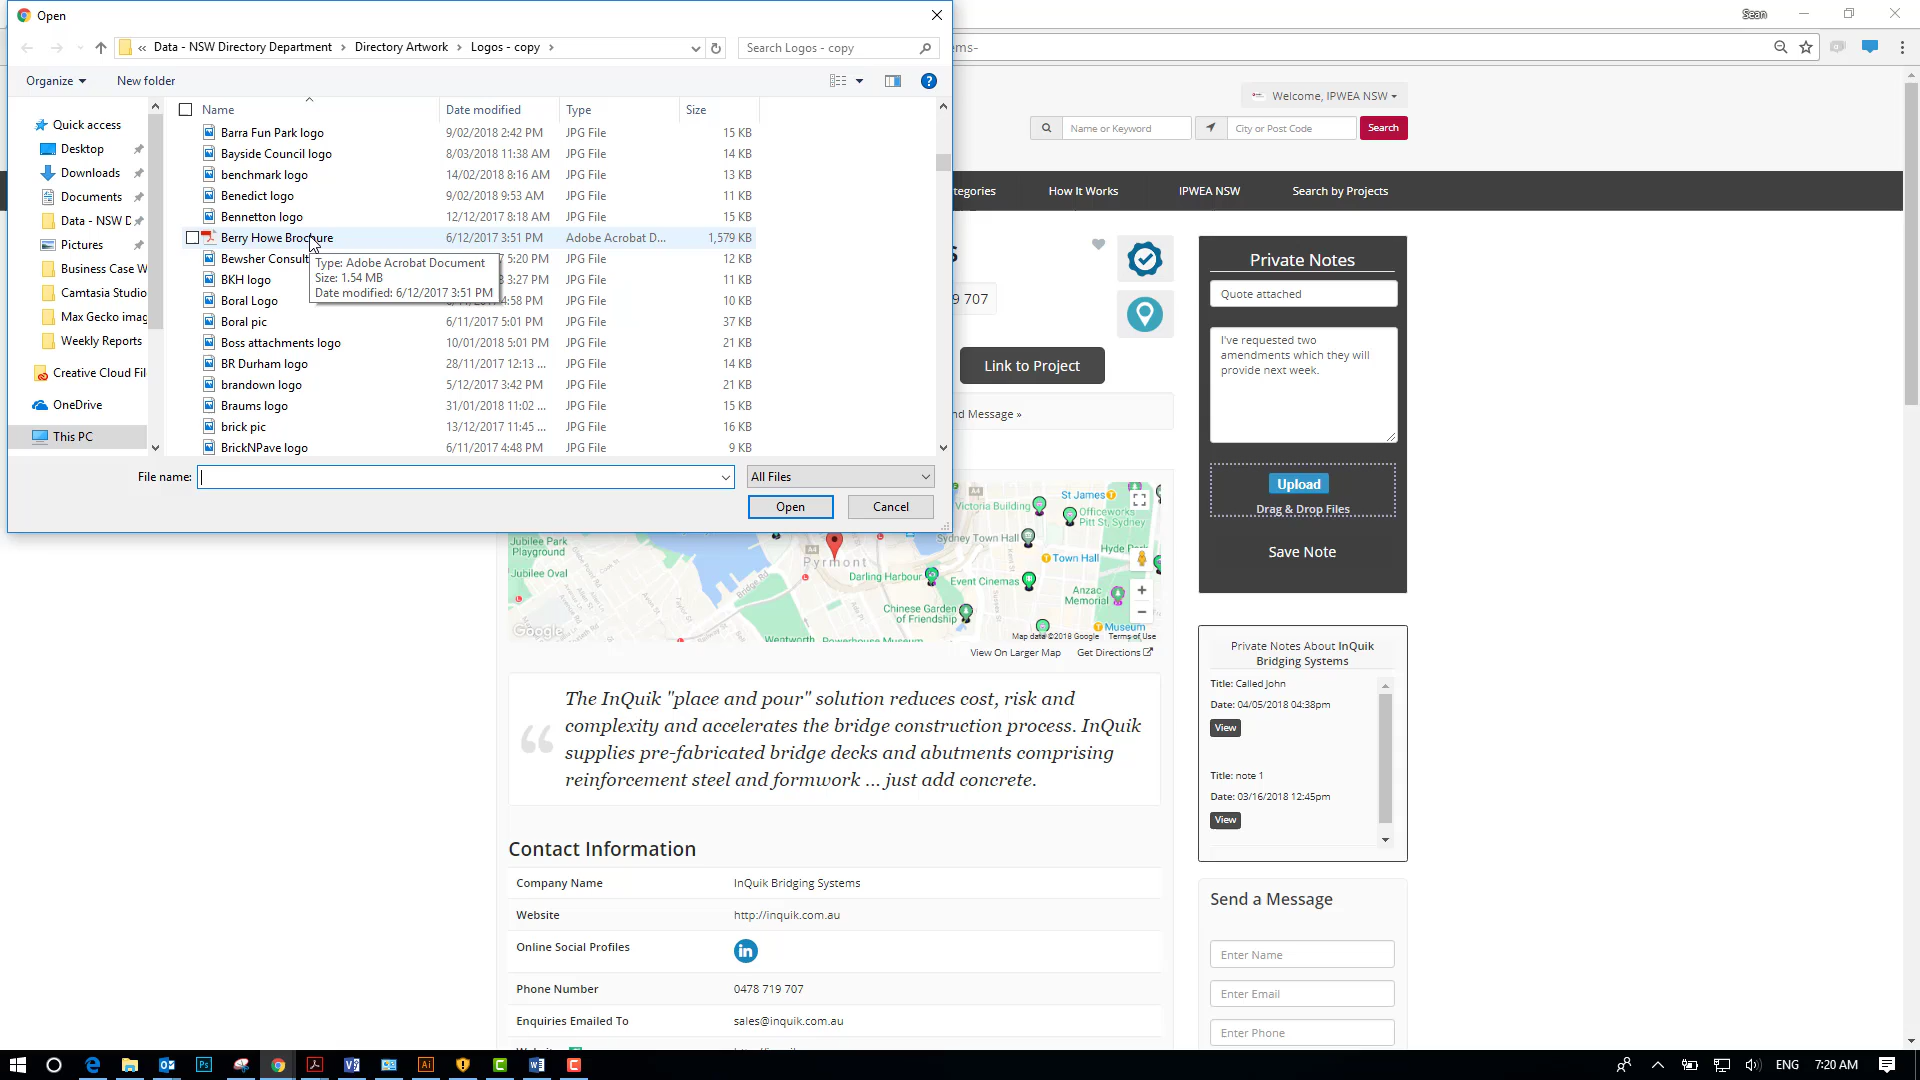 Open
Sean
« Data - NSW Directory Department > Directory Artwork > Logos - copy >
Search Logos - copy
ems-
Organize
New folder
Welcome, IPWEA NSW
Name or Keyword
City or Post Code
Search
Quick access
Desktop
Downloads
Documents
Data - NSW D
Pictures
Business Case W
Camtasia Studio
Max Gecko imag
Weekly Reports
Creative Cloud Fil
OneDrive
This PC
Name Date modified Type Size
Barra Fun Park logo 9/02/2018 2:42 PM JPG File 15 KB
Bayside Council logo 8/03/2018 11:38 AM JPG File 14 KB
benchmark logo 14/02/2018 8:16 AM JPG File 13 KB
Benedict logo 9/02/2018 9:53 AM JPG File 11 KB
Bennetton logo 12/12/2017 8:18 AM JPG File 15 KB
Berry Howe Brochure 6/12/2017 3:51 PM Adobe Acrobat D... 1,579 KB
Bewsher Consult 7 5:20 PM JPG File 12 KB
BKH logo 8 3:27 PM JPG File 11 KB
Boral Logo 4:58 PM JPG File 10 KB
Boral pic 6/11/2017 5:01 PM JPG File 37 KB
Boss attachments logo 10/01/2018 5:01 PM JPG File 21 KB
BR Durham logo 28/11/2017 12:13 ... JPG File 14 KB
brandown logo 5/12/2017 3:42 PM JPG File 21 KB
Braums logo 31/01/2018 11:02 ... JPG File 15 KB
brick pic 13/12/2017 11:45 ... JPG File 16 KB
BrickNPave logo 6/11/2017 4:48 PM JPG File 9 KB
Type: Adobe Acrobat Document
Size: 1.54 MB
Date modified: 6/12/2017 3:51 PM
File name:
All Files
Open
Cancel
tegories
How It Works
IPWEA NSW
Search by Projects
s
9 707
Link to Project
nd Message »
Private Notes
Quote attached
I've requested two
amendments which they will
provide next week.
Upload
Drag & Drop Files
Save Note
Jubilee Park
Playground
Jubilee Oval
A4
Pyrmont
Wentworth
Powerhouse Museum
Darling Harbour
Chinese Garden
of Friendship
Event Cinemas
Victoria Building
A4
St James
Officeworks
Pitt St, Sydney
Sydney Town Hall
Town Hall
Hyde P
Anzac
Memorial
Museum
Google
Map data ©2018 Google Terms of Use
View On Larger Map
Get Directions
The InQuik "place and pour" solution reduces cost, risk and
complexity and accelerates the bridge construction process. InQuik
supplies pre-fabricated bridge decks and abutments comprising
reinforcement steel and formwork ... just add concrete.
Contact Information
Company Name InQuik Bridging Systems
Website http://inquik.com.au
Online Social Profiles in
Phone Number 0478 719 707
Enquiries Emailed To sales@inquik.com.au
Private Notes About InQuik
Bridging Systems
Title: Called John
Date: 04/05/2018 04:38pm
View
Title: note 1
Date: 03/16/2018 12:45pm
View
Send a Message
Enter Name
Enter Email
Enter Phone
ENG
7:20 AM